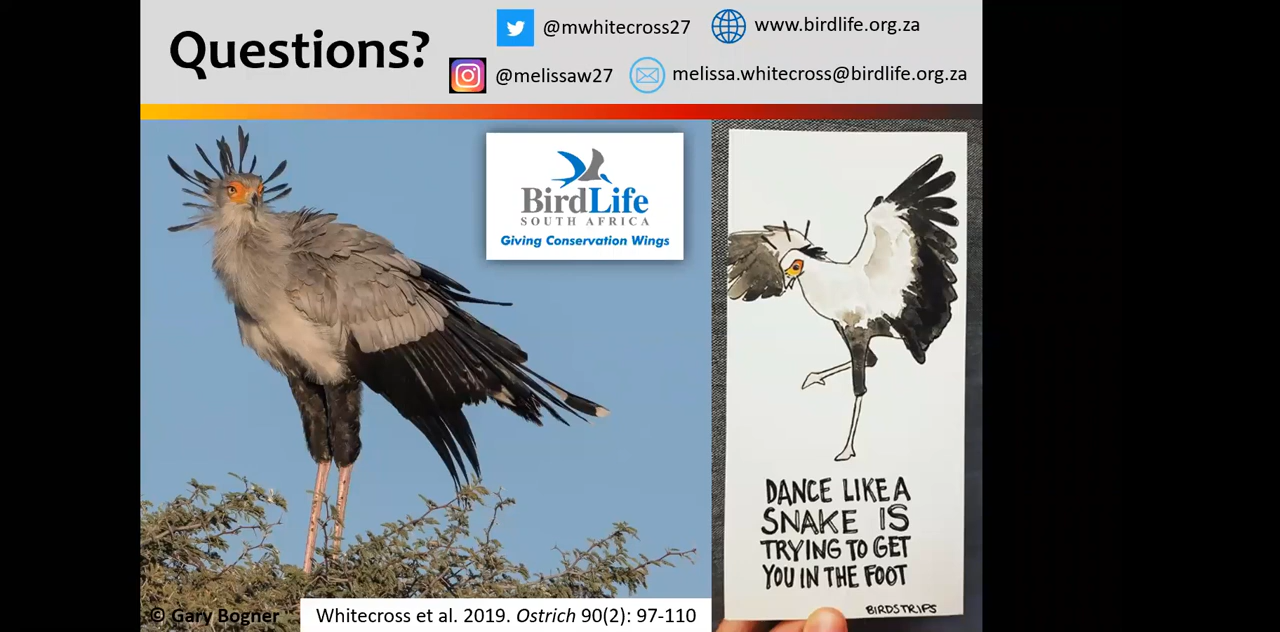 Questions?
@mwhitecross27
www.birdlife.org.za
@melissaw27
melissa.whitecross@birdlife.org.za
BirdLife
SOUTH AFRICA
Giving Conservation Wings
DANCE LIKE A
SNAKE IS
TRYING TO GET
YOU IN THE FOOT
BIRDSTRIPS
© Gary Bogner
Whitecross et al. 2019. Ostrich 90(2): 97-110